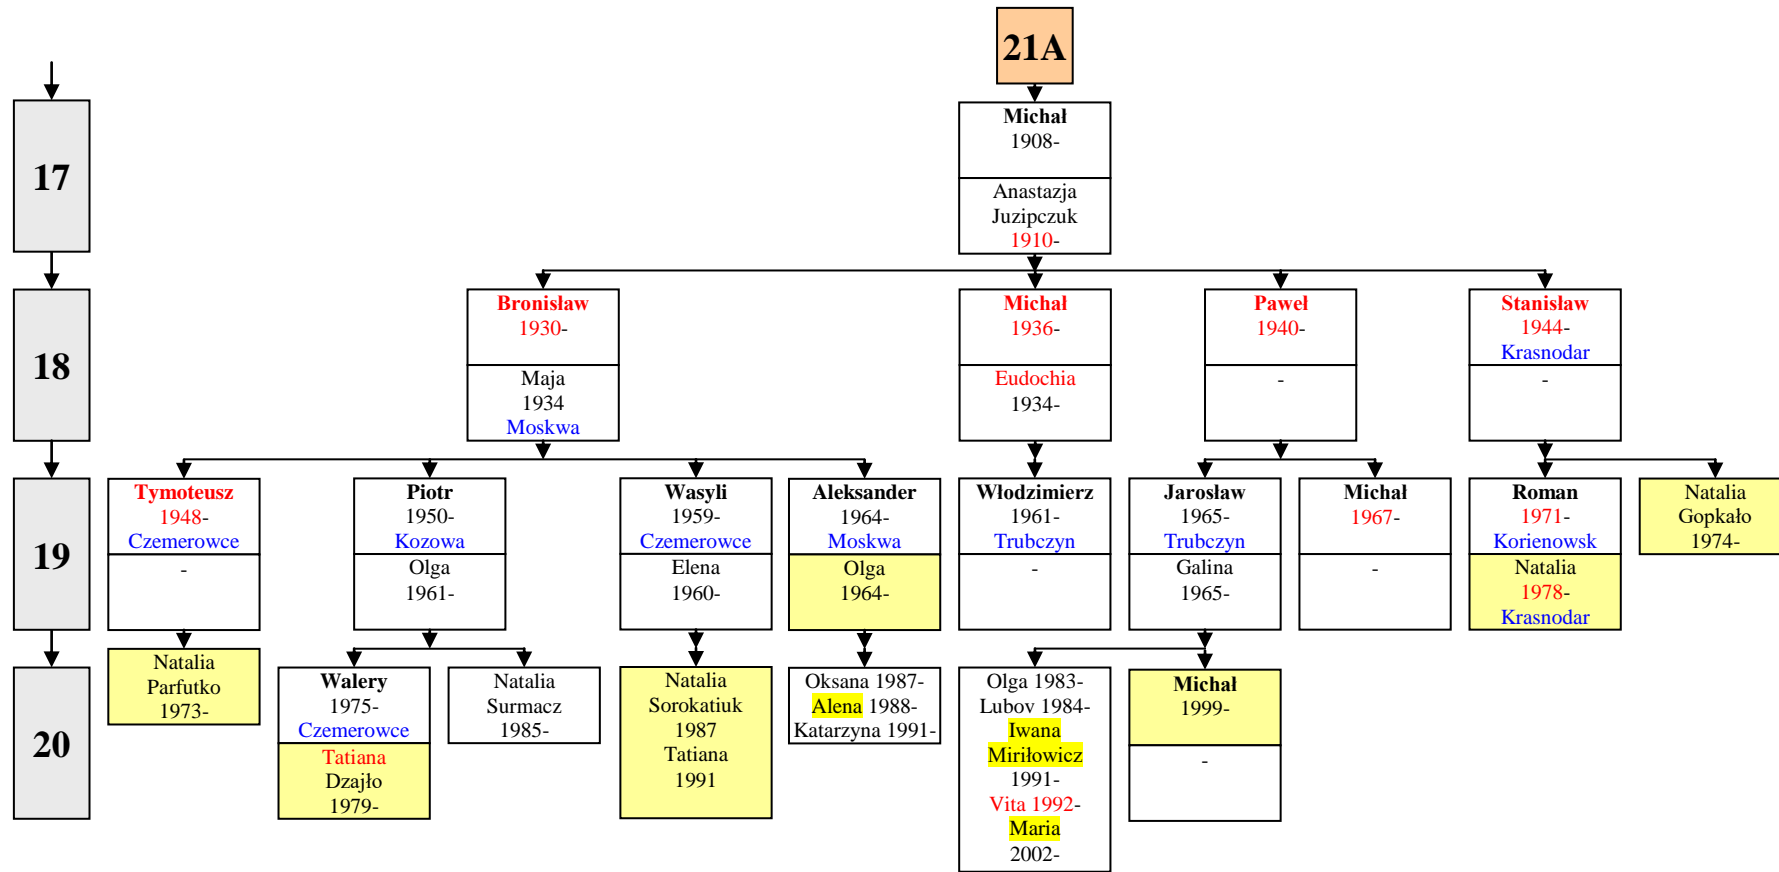 21A
17
Michał
1908-
Anastazja
Juzipczuk
1910-
18
Bronisław
1930-
Maja
1934
Moskwa
Michał
1936-
Eudochia
1934-
Paweł
1940-
-
Stanisław
1944-
Krasnodar
-
19
Tymoteusz
1948-
Czemerowce
-
Piotr
1950-
Kozowa
Olga
1961-
Wasyli
1959-
Czemerowce
Elena
1960-
Aleksander
1964-
Moskwa
Olga
1964-
Włodzimierz
1961-
Trubczyn
-
Jarosław
1965-
Trubczyn
Galina
1965-
Michał
1967-
-
Roman
1971-
Korienowsk
Natalia
1978-
Krasnodar
Natalia
Gopkało
1974-
20
Natalia
Parfutko
1973-
Walery
1975-
Czemerowce
Tatiana
Dzajło
1979-
Natalia
Surmacz
1985-
Natalia
Sorokatiuk
1987
Tatiana
1991
Oksana 1987-
Alena 1988-
Katarzyna 1991-
Olga 1983-
Lubov 1984-
Iwana
Miriłowicz
1991-
Vita 1992-
Maria
2002-
Michał
1999-
-